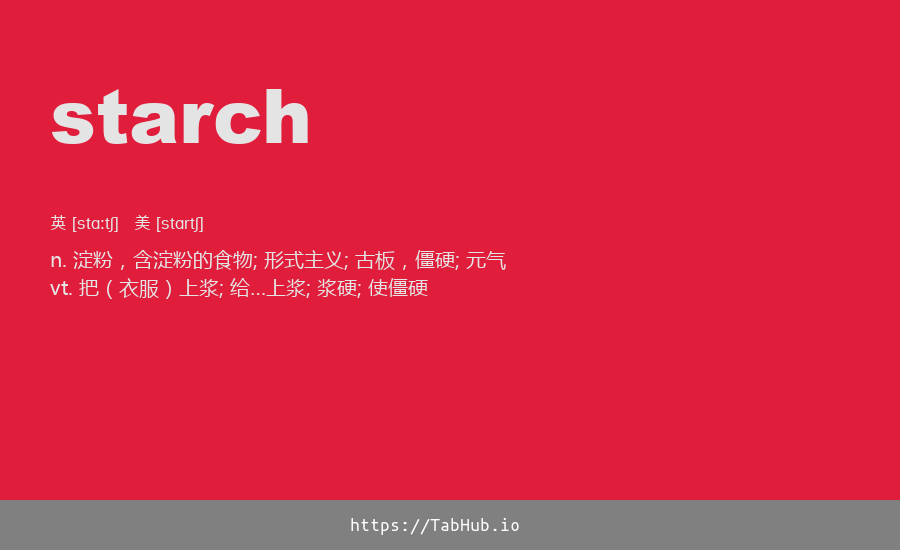 starch
英 [stɑːtʃ] 美 [stɑrtʃ]
n. 淀粉，含淀粉的食物; 形式主义; 古板，僵硬; 元气
vt. 把（衣服）上浆; 给…上浆; 浆硬; 使僵硬
https://TabHub.io